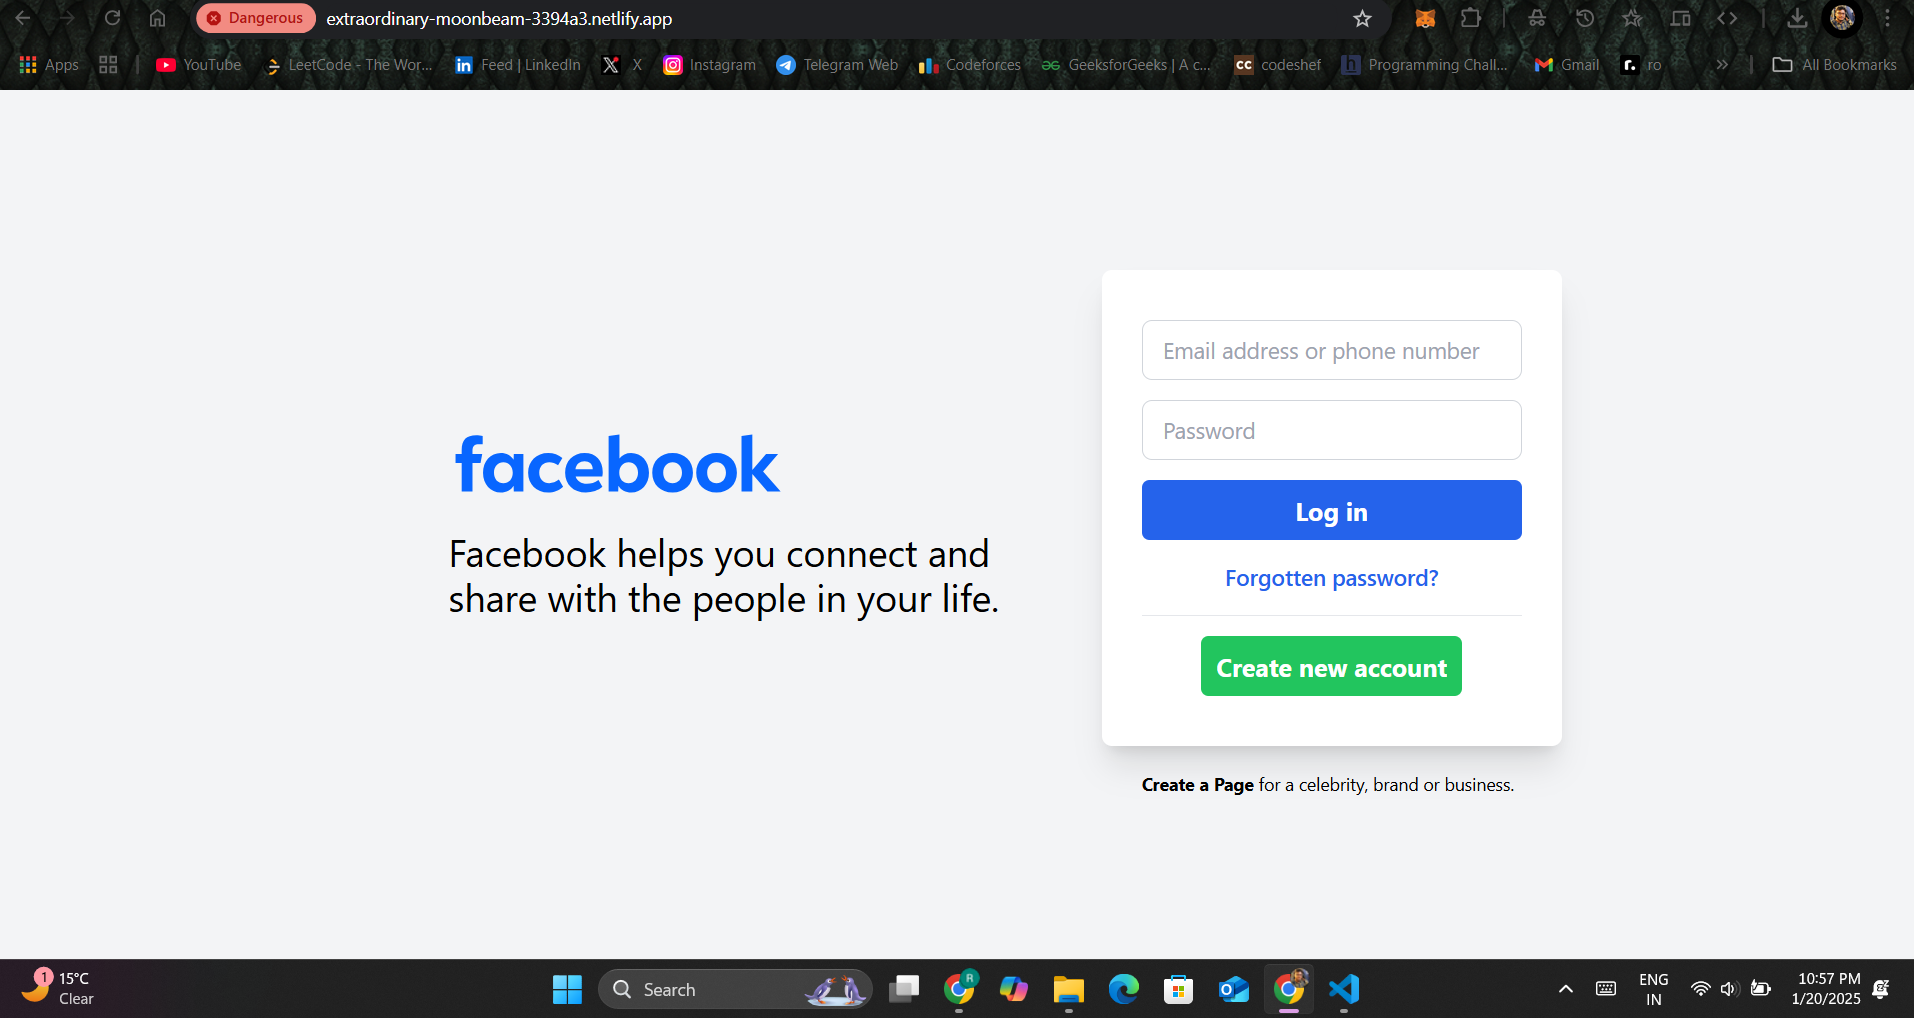 Dangerous
extraordinary-moonbeam-3394a3.netlify.app
Apps
YouTube
LeetCode - The Wor...
Feed | LinkedIn
X
Instagram
Telegram Web
Codeforces
GeeksforGeeks | A c...
codeshef
Programming Chall...
Gmail
ro
All Bookmarks
Email address or phone number
Password
facebook
Log in
Facebook helps you connect and
share with the people in your life.
Forgotten password?
Create new account
Create a Page for a celebrity, brand or business.
1
15°C
Clear
Search
R
ENG
IN
10:57 PM
1/20/2025